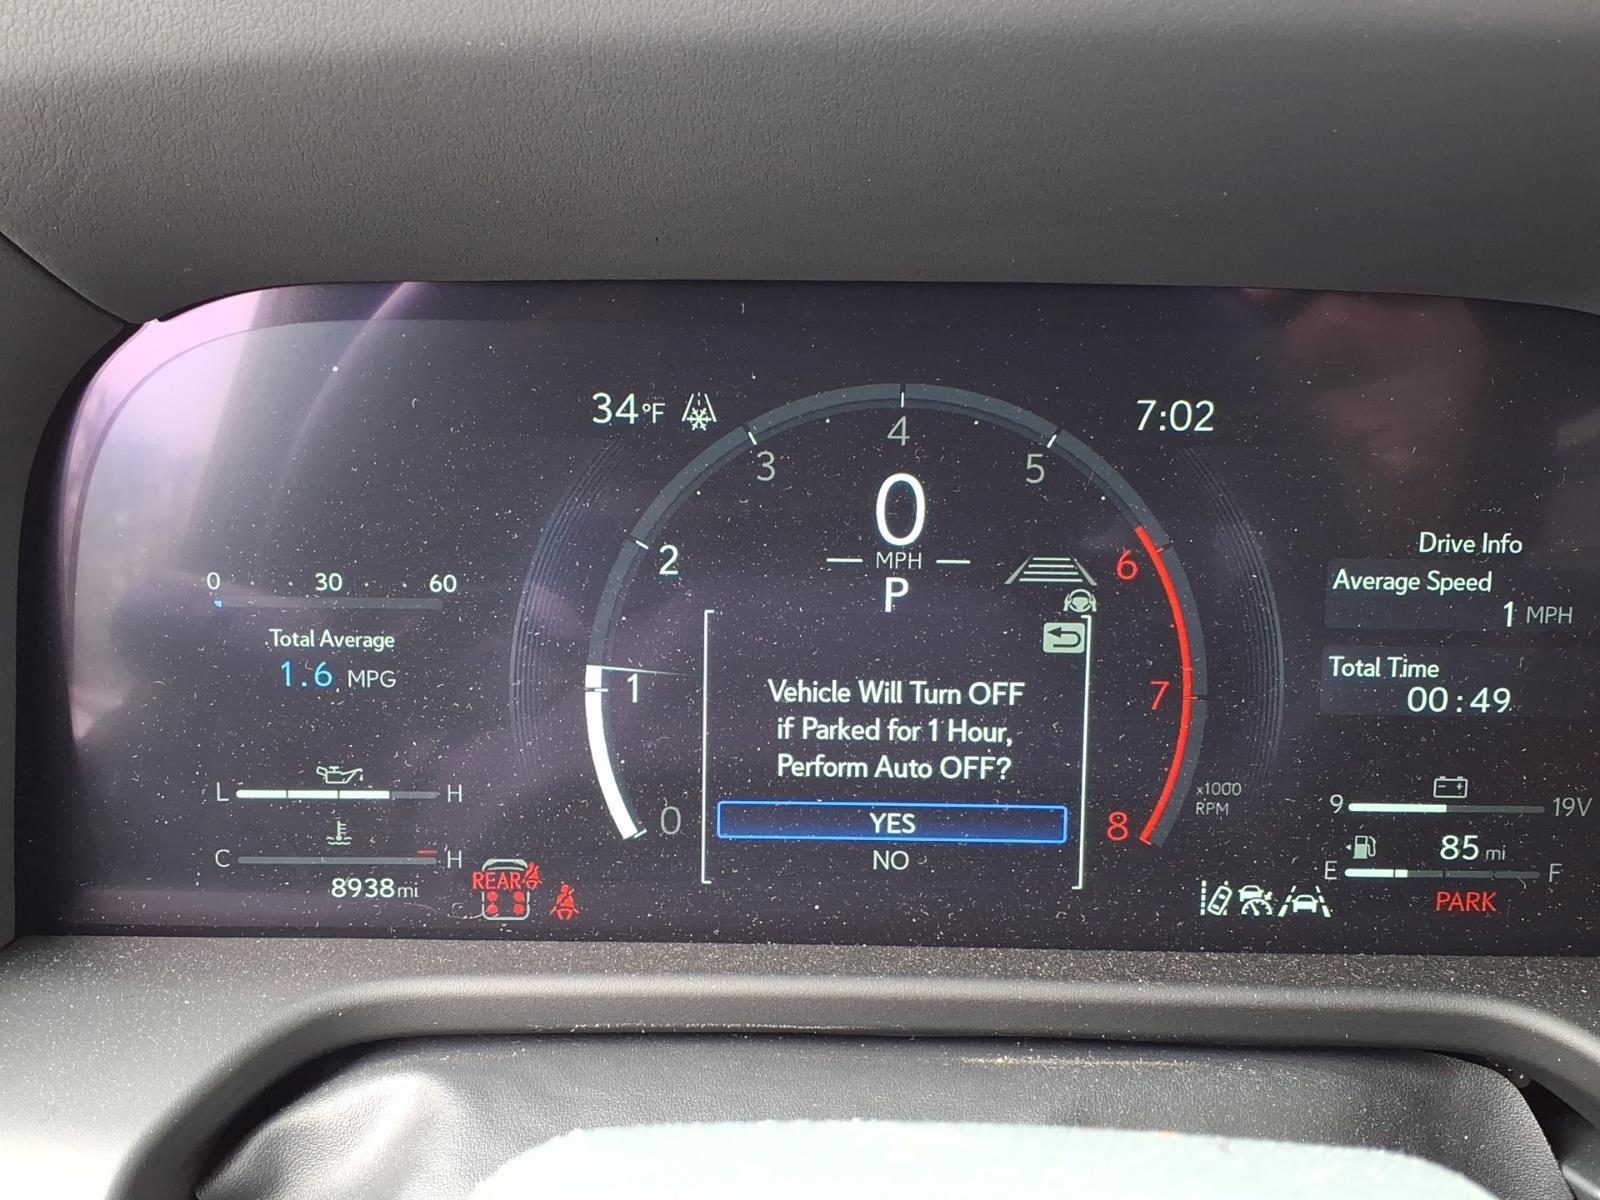 34°F
7:02
0 1 2 3 4 5 6 7 8
x1000
RPM
0
MPH
P
0 30 60
Total Average
1.6 MPG
L H
C H
8938 mi
REAR
Vehicle Will Turn OFF
if Parked for 1 Hour,
Perform Auto OFF?
YES
NO
Drive Info
Average Speed
1 MPH
Total Time
00:49
9 19V
85 mi
E F
PARK